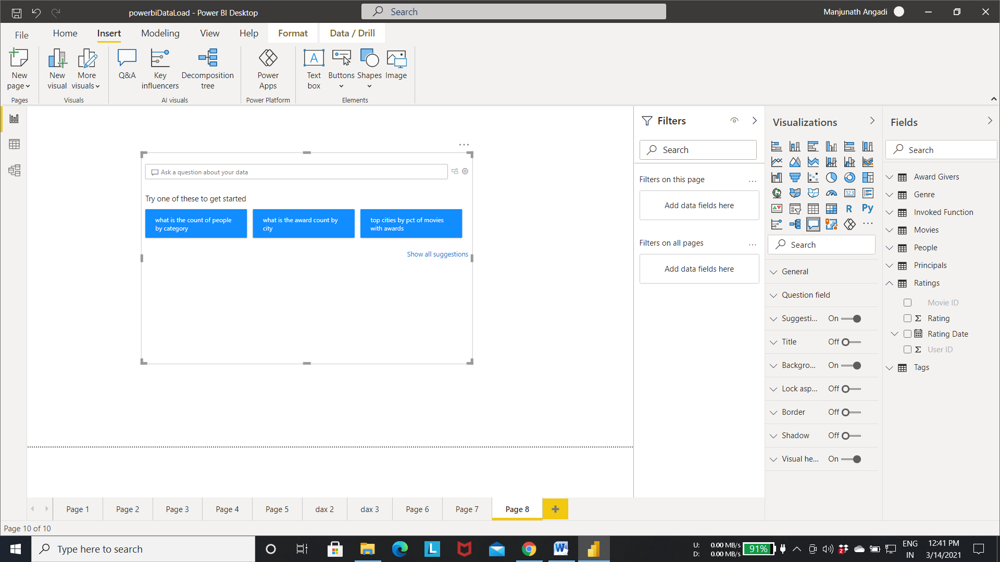 powerbiDataLoad - Power BI Desktop
Search
Manjunath Angadi
File
Home
Insert
Modeling
View
Help
Format
Data / Drill
New
page
New
visual
More
visuals
Q&A
Key
influencers
Decomposition
tree
Power
Apps
Text
box
Buttons
Shapes
Image
Pages
Visuals
AI visuals
Power Platform
Elements
Ask a question about your data
Try one of these to get started
what is the count of people
by category
what is the award count by
city
top cities by pct of movies
with awards
Show all suggestions
Filters
Search
Filters on this page
...
Add data fields here
Filters on all pages
...
Add data fields here
Visualizations
123
R
Py
Search
General
Question field
Suggesti... On
Title Off
Backgro... On
Lock asp... Off
Border Off
Shadow Off
Visual he... On
Fields
Search
Award Givers
Genre
Invoked Function
Movies
People
Principals
Ratings
Movie ID
Σ Rating
Rating Date
Σ User ID
Tags
Page 1
Page 2
Page 3
Page 4
Page 5
dax 2
dax 3
Page 6
Page 7
Page 8
+
Page 10 of 10
Type here to search
L
W
U: 0.00 MB/s
D: 0.00 MB/s
91%
2
ENG
IN
12:41 PM
3/14/2021